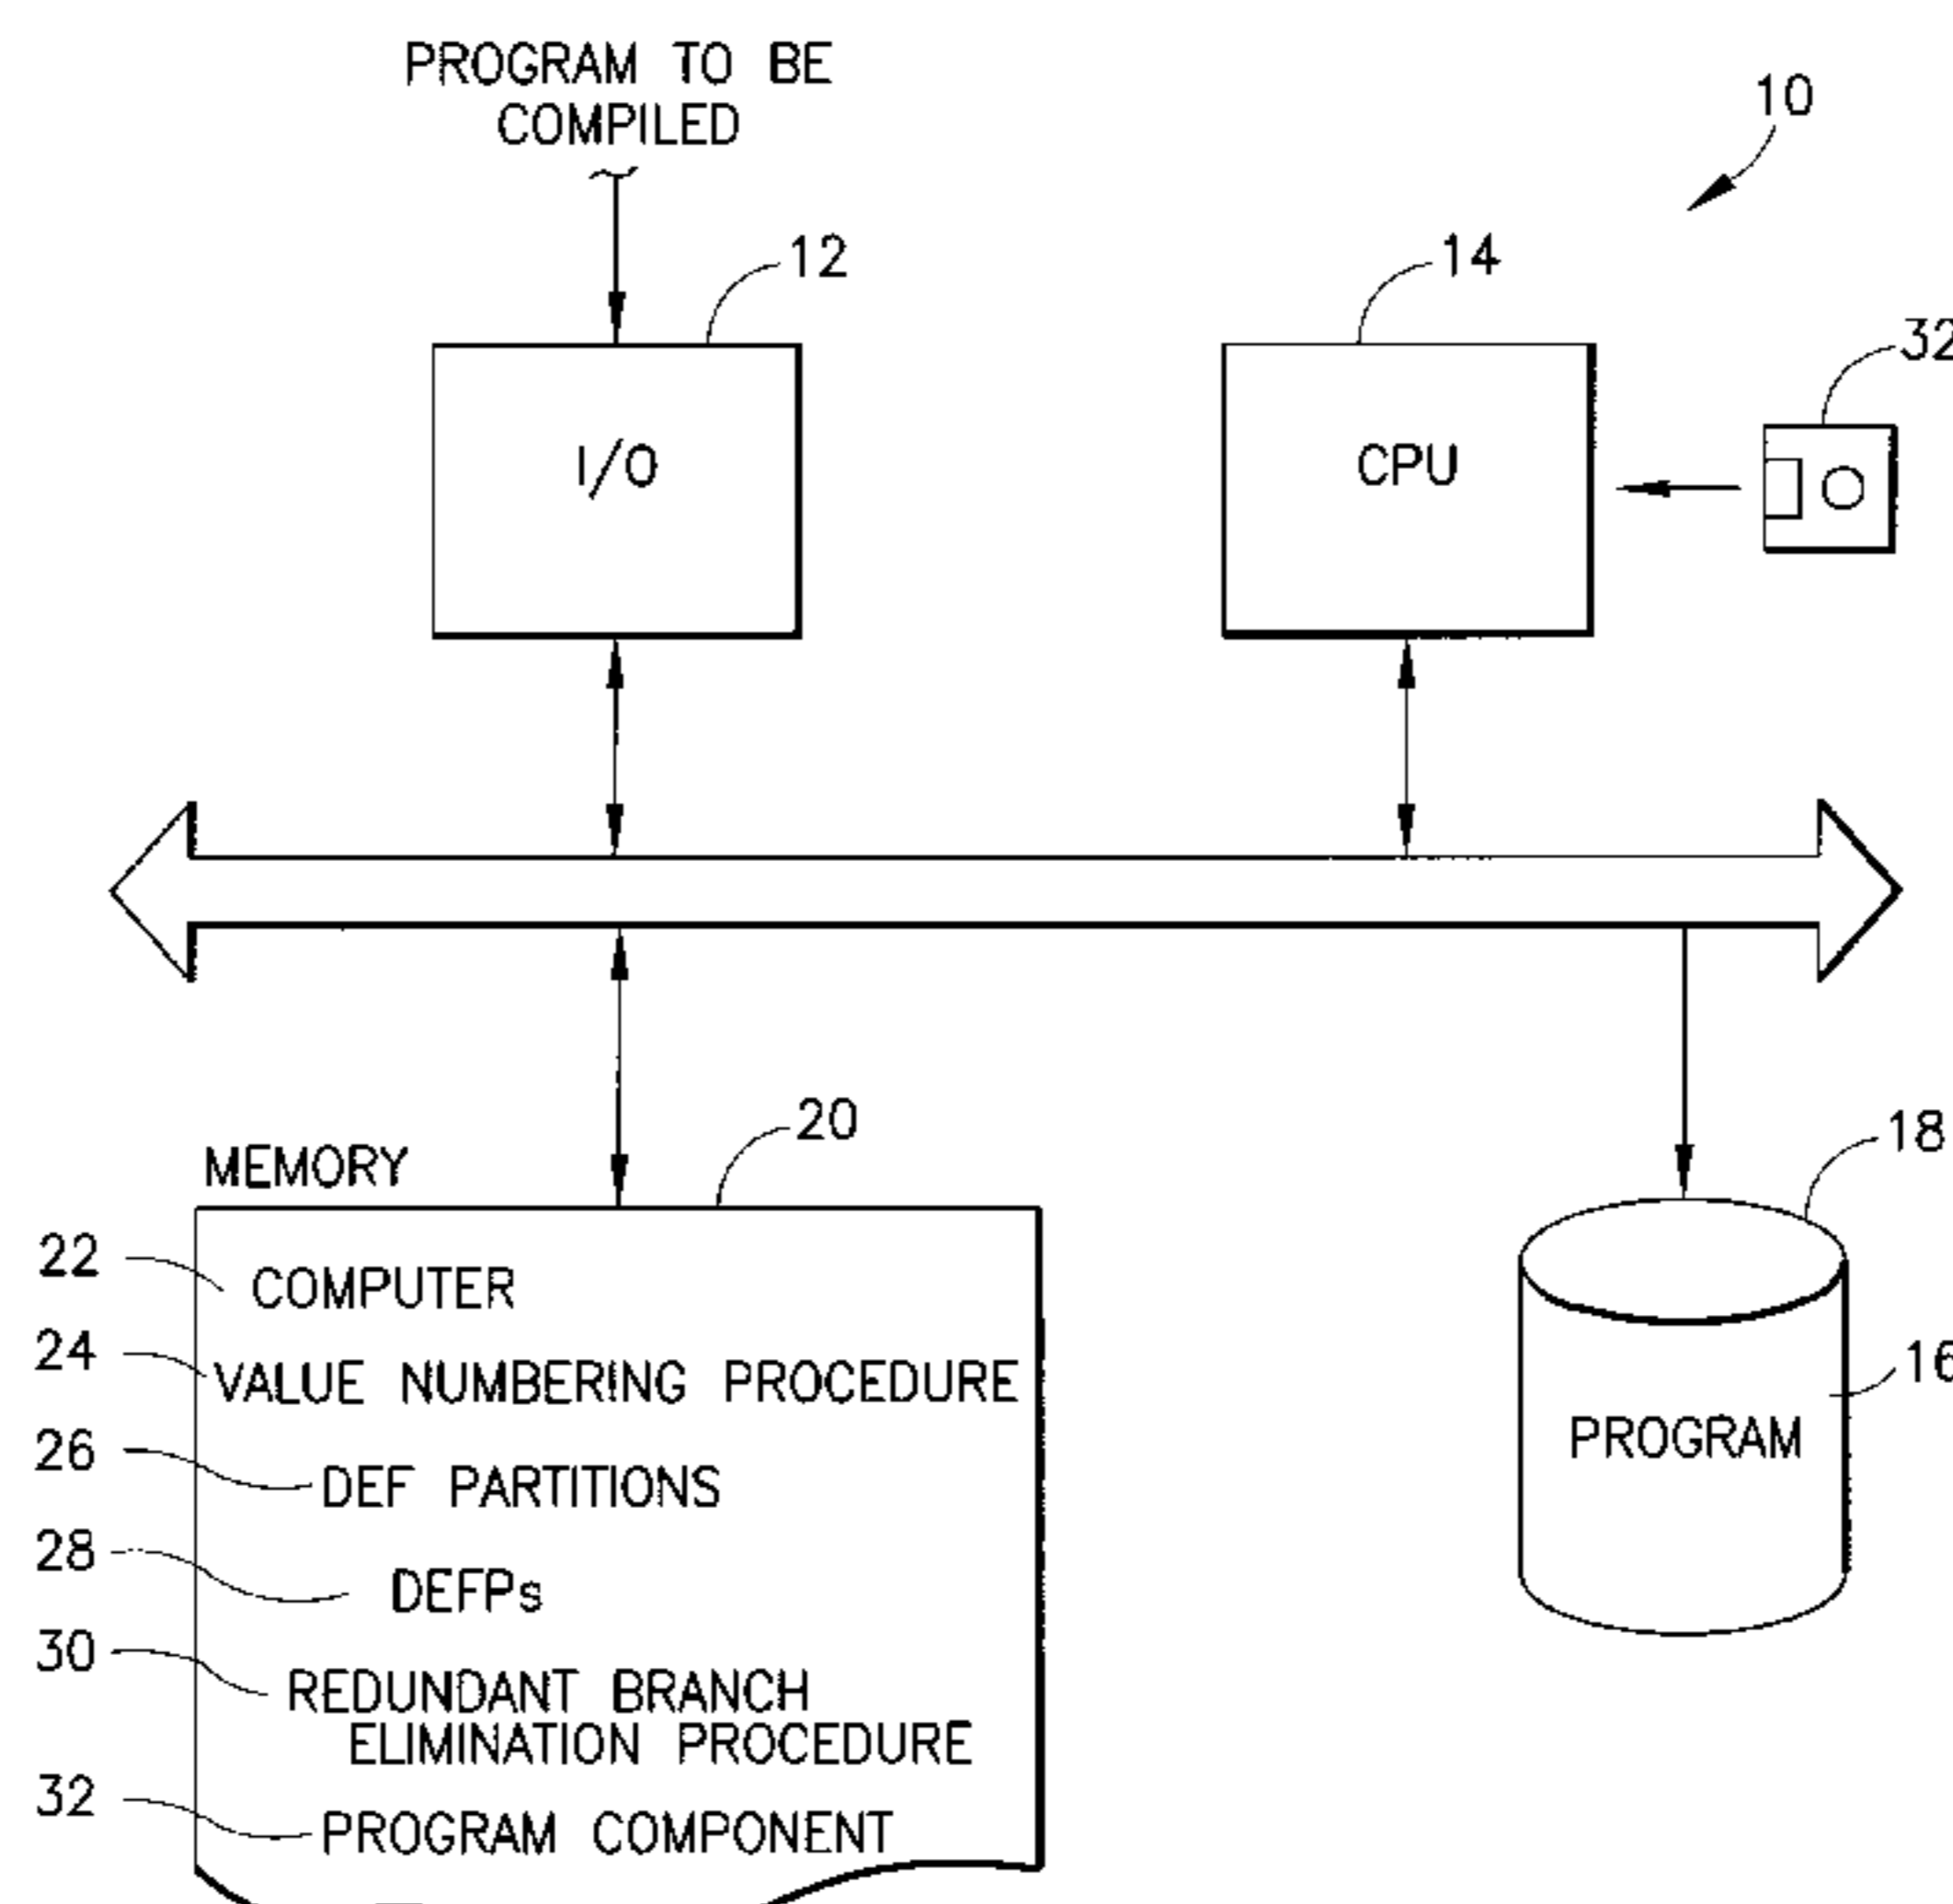 PROGRAM TO BE
COMPILED
10
12
14
32
I/O
CPU
20
18
MEMORY
22
COMPUTER
24
VALUE NUMBERING PROCEDURE
16
PROGRAM
26
DEF PARTITIONS
28
DEFPs
30
REDUNDANT BRANCH
ELIMINATION PROCEDURE
32
PROGRAM COMPONENT